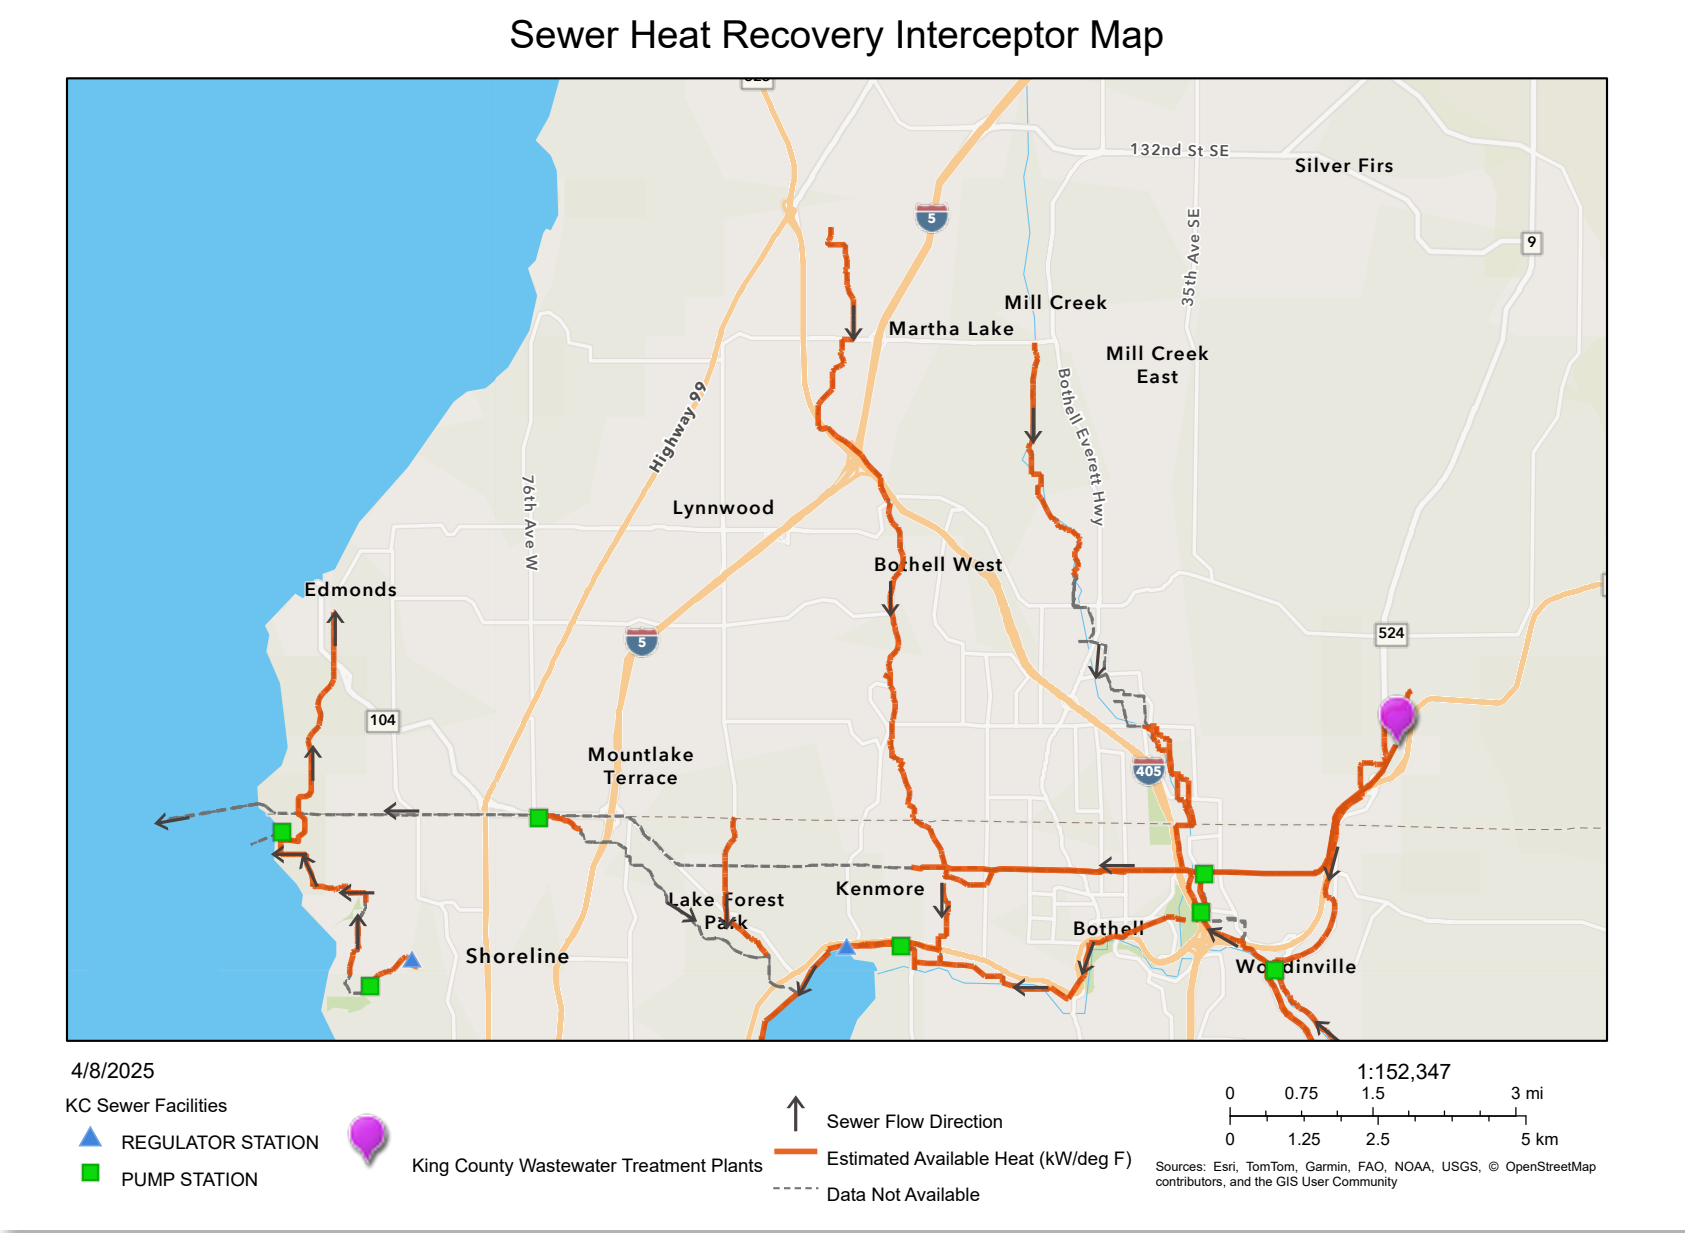 Sewer Heat Recovery Interceptor Map
132nd St SE
Silver Firs
5
35th Ave SE
9
Mill Creek
Martha Lake
Mill Creek
East
Bothell Everett Hwy
Highway 99
76th Ave W
Lynnwood
Bothell West
Edmonds
5
524
104
Mountlake
Terrace
405
Kenmore
Lake Forest
Park
Bothell
Shoreline
Woodinville
4/8/2025
1:152,347
KC Sewer Facilities
REGULATOR STATION
PUMP STATION
King County Wastewater Treatment Plants
Sewer Flow Direction
Estimated Available Heat (kW/deg F)
Data Not Available
0 0.75 1.5 3 mi
0 1.25 2.5 5 km
Sources: Esri, TomTom, Garmin, FAO, NOAA, USGS, © OpenStreetMap
contributors, and the GIS User Community